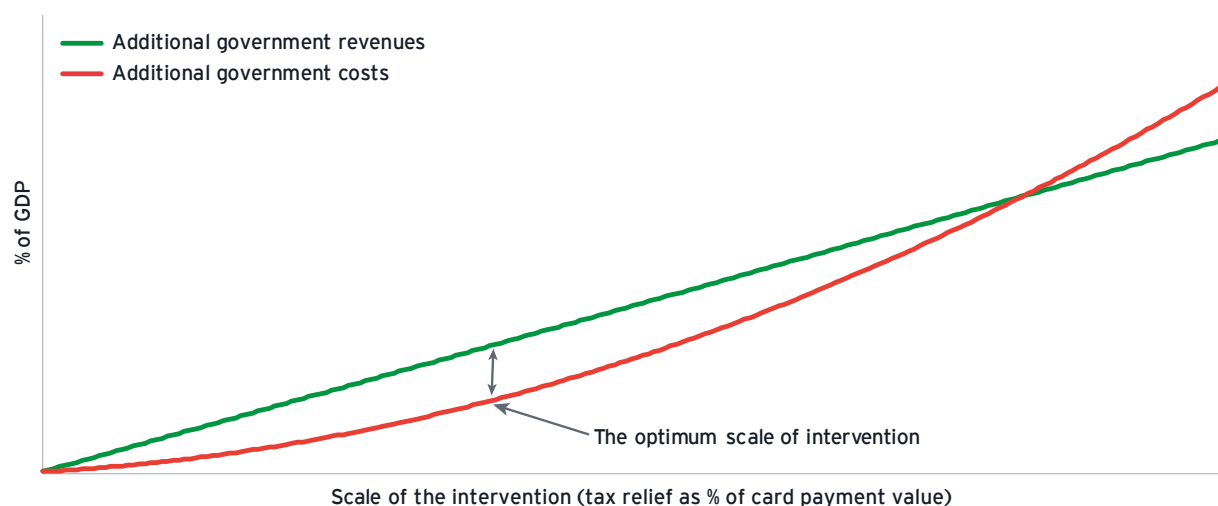 Additional government revenues
Additional government costs
% of GDP
The optimum scale of intervention
Scale of the intervention (tax relief as % of card payment value)